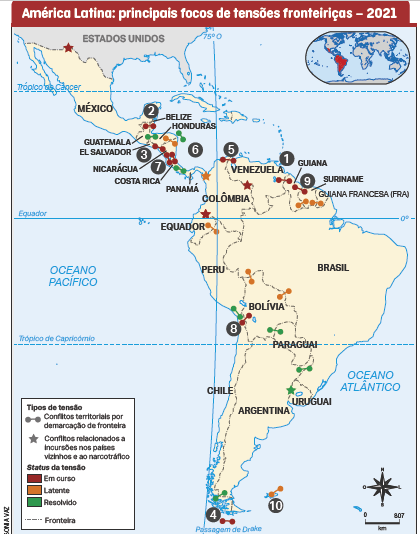 América Latina: principais focos de tensões fronteiriças – 2021
ESTADOS UNIDOS
75° O
Trópico de Câncer
MÉXICO
2
BELIZE
HONDURAS
GUATEMALA
EL SALVADOR
3
6
5
1
NICARÁGUA
7
VENEZUELA
GUIANA
9
SURINAME
COSTA RICA
PANAMÁ
COLÔMBIA
GUIANA FRANCESA (FRA)
Equador
0°
EQUADOR
PERU
BRASIL
OCEANO
PACÍFICO
BOLÍVIA
8
Trópico de Capricórnio
PARAGUAI
OCEANO
ATLÂNTICO
CHILE
URUGUAI
ARGENTINA
Tipos de tensão
Conflitos territoriais por
demarcação de fronteira
Conflitos relacionados a
incursões nos países
vizinhos e ao narcotráfico
Status da tensão
Em curso
Latente
Resolvido
Fronteira
10
4
Passagem de Drake
0 807
km